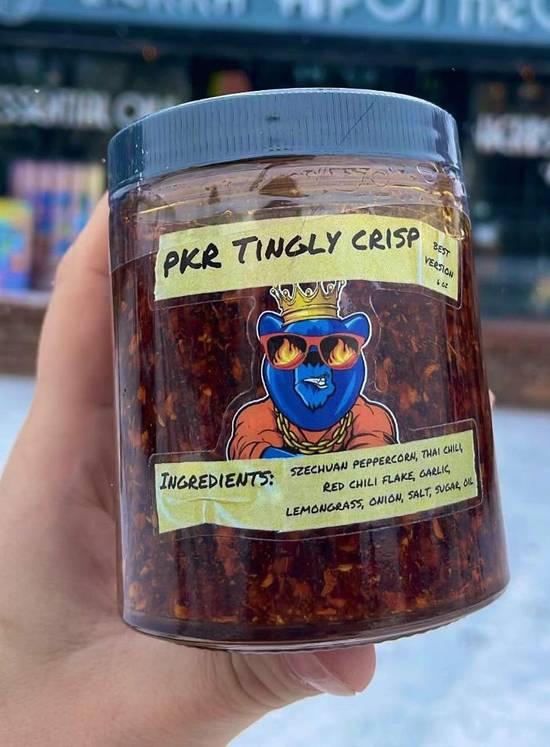 PKR TINGLY CRISP
BEST
VERSION
6 OZ
INGREDIENTS:
SZECHUAN PEPPERCORN, THAI CHILI,
RED CHILI FLAKE, GARLIC,
LEMONGRASS, ONION, SALT, SUGAR, OIL